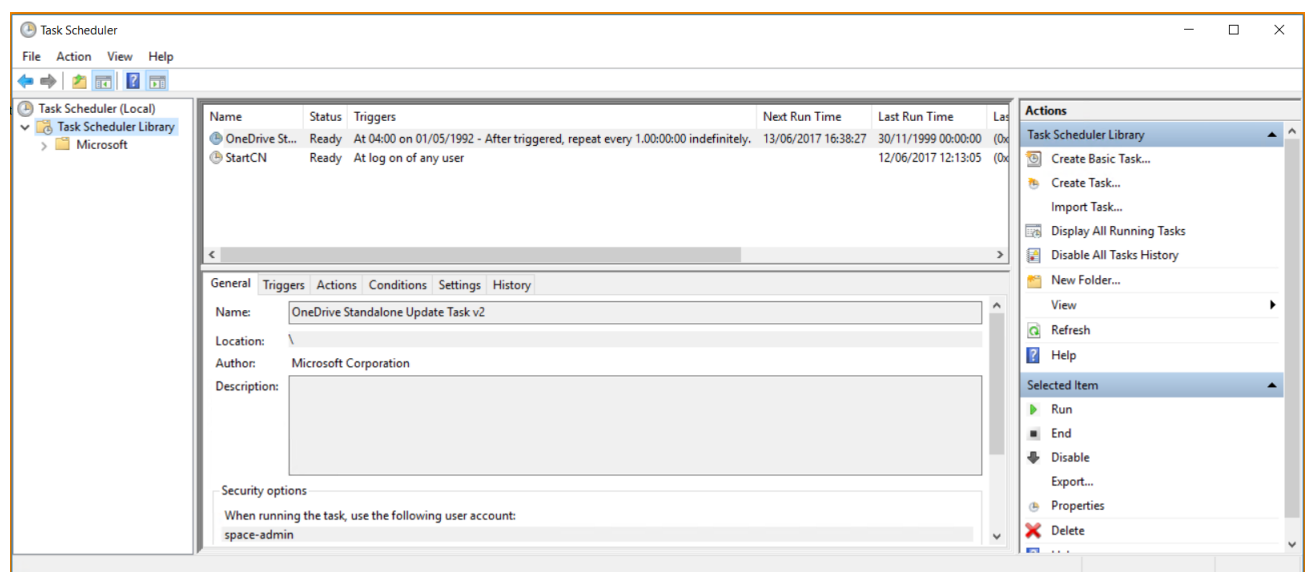 Task Scheduler
File Action View Help
Task Scheduler (Local)
Task Scheduler Library
Microsoft
Name Status Triggers Next Run Time Last Run Time Las
OneDrive St... Ready At 04:00 on 01/05/1992 - After triggered, repeat every 1.00:00:00 indefinitely. 13/06/2017 16:38:27 30/11/1999 00:00:00 (0x
StartCN Ready At log on of any user 12/06/2017 12:13:05 (0x
General Triggers Actions Conditions Settings History
Name: OneDrive Standalone Update Task v2
Location: \
Author: Microsoft Corporation
Description:
Security options
When running the task, use the following user account:
space-admin
Actions
Task Scheduler Library
Create Basic Task...
Create Task...
Import Task...
Display All Running Tasks
Disable All Tasks History
New Folder...
View
Refresh
Help
Selected Item
Run
End
Disable
Export...
Properties
Delete